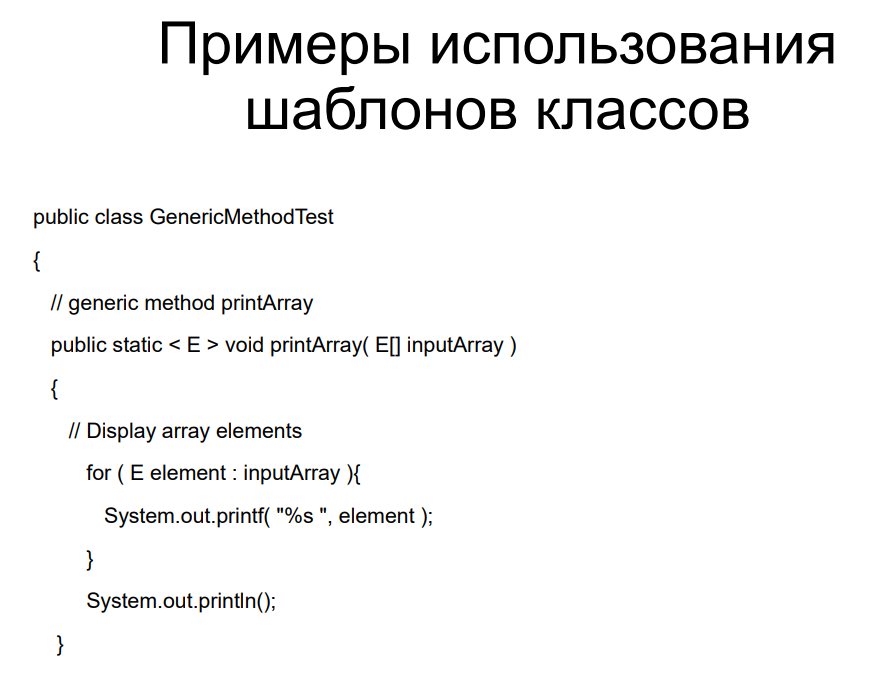 Примеры использования
шаблонов классов
public class GenericMethodTest
{
// generic method printArray
public static < E > void printArray( E[] inputArray )
{
// Display array elements
for ( E element : inputArray ){
System.out.printf( "%s ", element );
}
System.out.println();
}